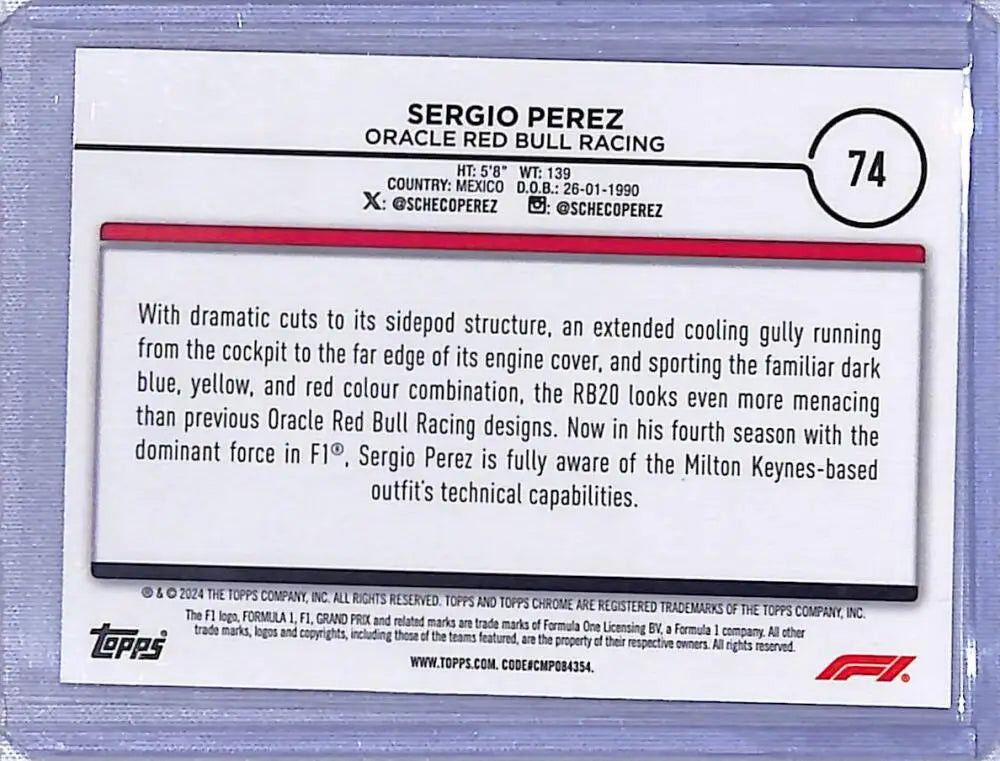 SERGIO PEREZ
ORACLE RED BULL RACING
74
HT: 5'8" WT: 139
COUNTRY: MEXICO D.O.B.: 26-01-1990
X: @SCHECOPEREZ : @SCHECOPEREZ
With dramatic cuts to its sidepod structure, an extended cooling gully running
from the cockpit to the far edge of its engine cover, and sporting the familiar dark
blue, yellow, and red colour combination, the RB20 looks even more menacing
than previous Oracle Red Bull Racing designs. Now in his fourth season with the
dominant force in F1®, Sergio Perez is fully aware of the Milton Keynes-based
outfit's technical capabilities.
® & © 2024 THE TOPPS COMPANY, INC. ALL RIGHTS RESERVED. TOPPS AND TOPPS CHROME ARE REGISTERED TRADEMARKS OF THE TOPPS COMPANY, INC.
The F1 logo, FORMULA 1, F1, GRAND PRIX and related marks are trade marks of Formula One Licensing BV, a Formula 1 company. All other
trade marks, logos and copyrights, including those of the teams featured, are the property of their respective owners. All rights reserved.
WWW.TOPPS.COM. CODE#CMP084354.
topps
F1